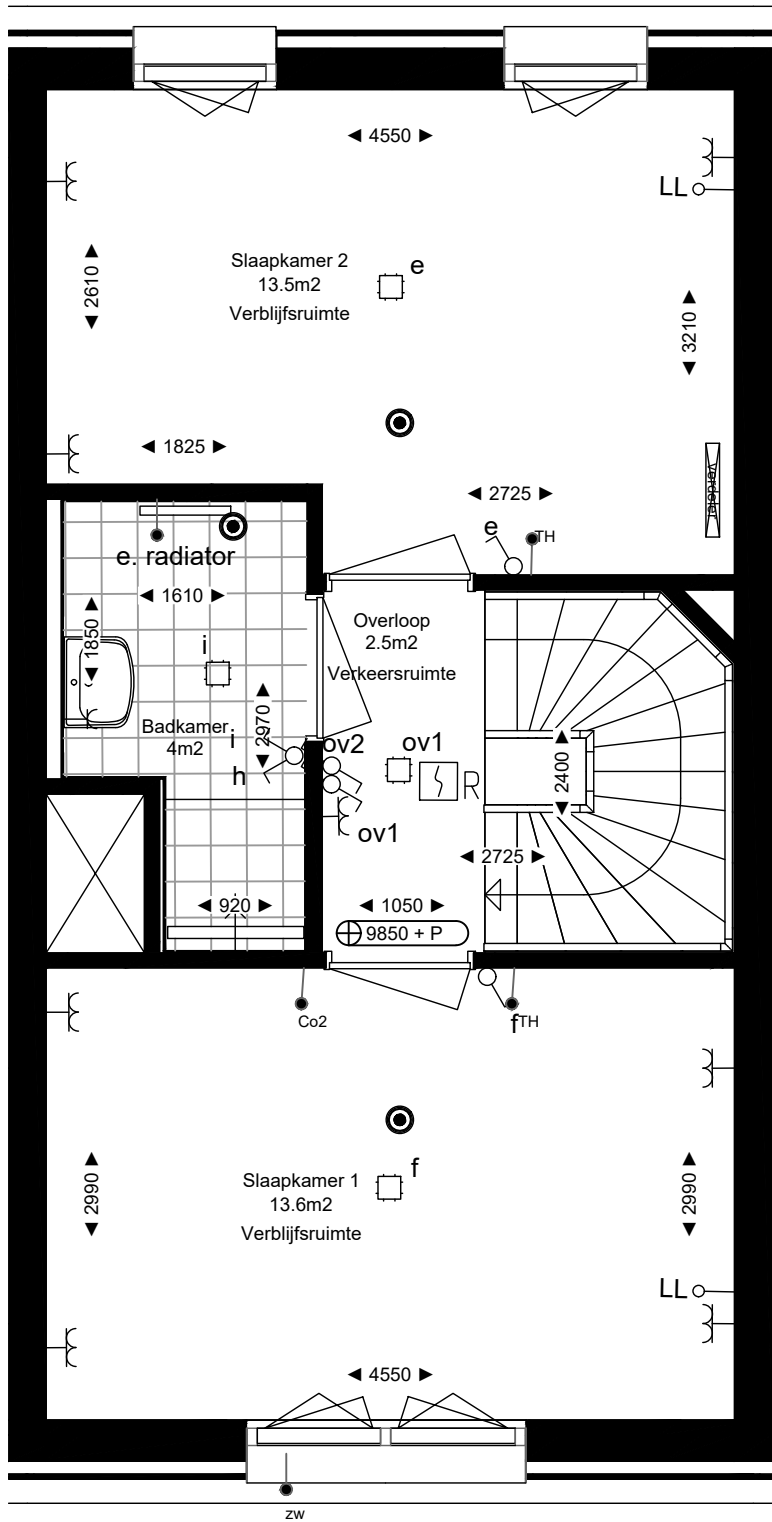 4550
LL
Slaapkamer 2
13.5m2
Verblijfsruimte
e
2610
3210
1825
2725
Verdeler
e
TH
e. radiator
1610
Overloop
2.5m2
Verkeersruimte
1850
i
Badkamer
4m2
2970
i
h
ov2
ov1
R
2400
ov1
2725
920
1050
9850 + P
Co2
f
TH
Slaapkamer 1
13.6m2
Verblijfsruimte
f
2990
2990
LL
4550
zw